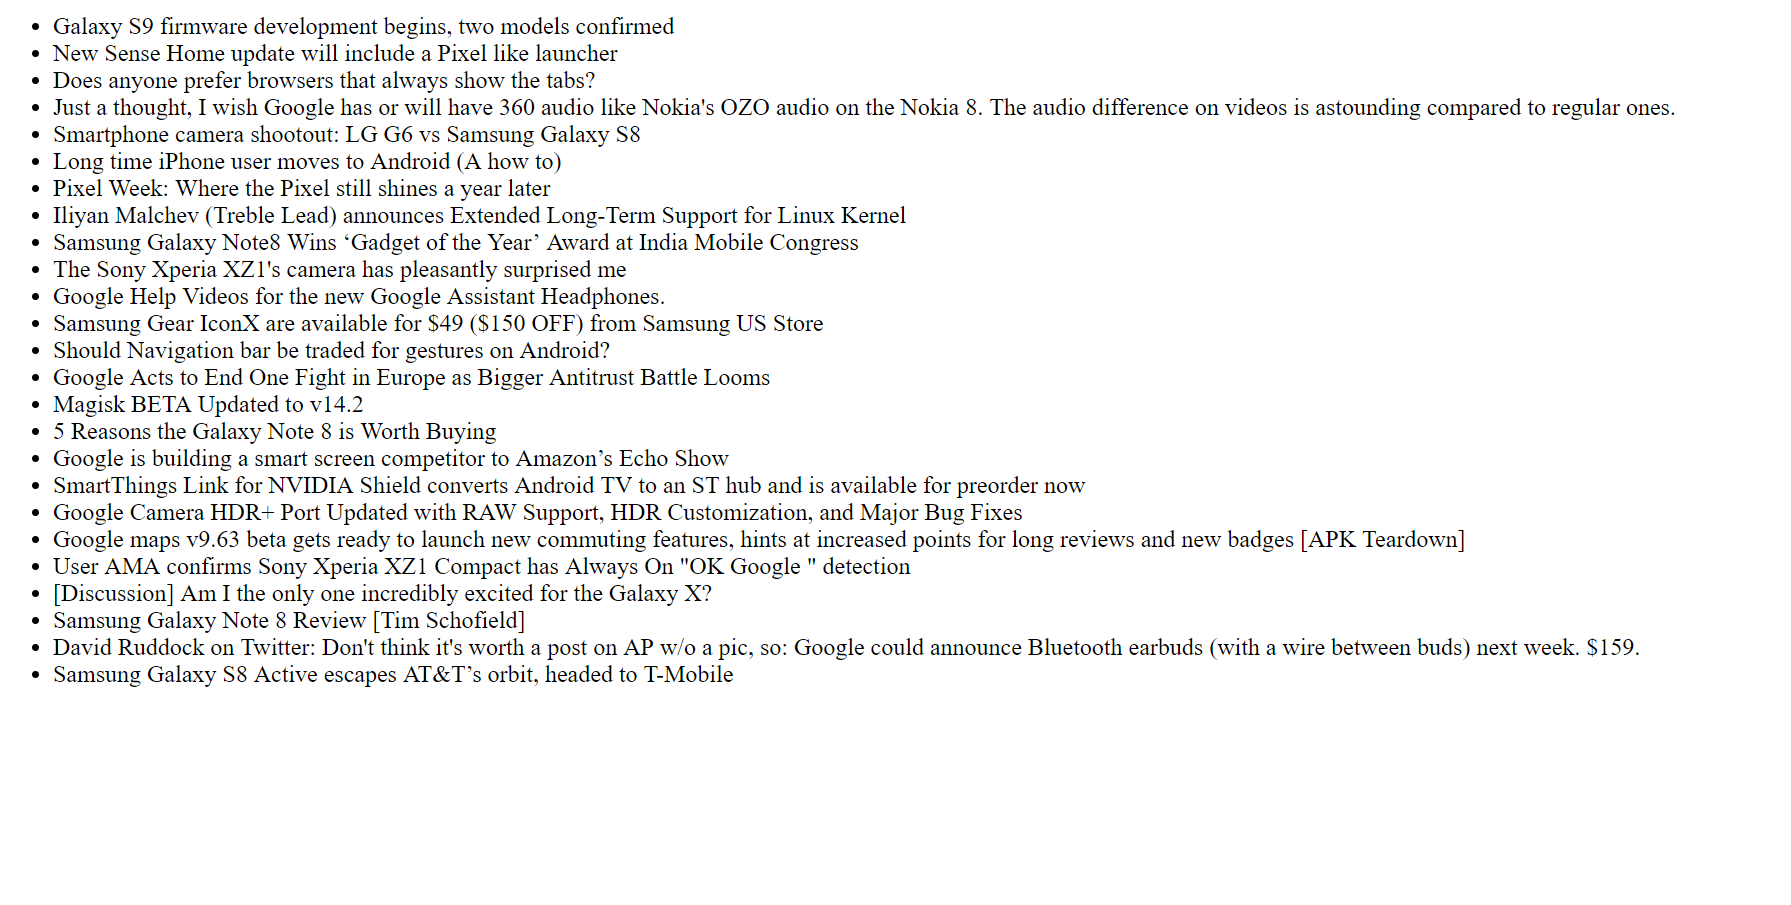 • Galaxy S9 firmware development begins, two models confirmed
• New Sense Home update will include a Pixel like launcher
• Does anyone prefer browsers that always show the tabs?
• Just a thought, I wish Google has or will have 360 audio like Nokia's OZO audio on the Nokia 8. The audio difference on videos is astounding compared to regular ones.
• Smartphone camera shootout: LG G6 vs Samsung Galaxy S8
• Long time iPhone user moves to Android (A how to)
• Pixel Week: Where the Pixel still shines a year later
• Iliyan Malchev (Treble Lead) announces Extended Long-Term Support for Linux Kernel
• Samsung Galaxy Note8 Wins ‘Gadget of the Year’ Award at India Mobile Congress
• The Sony Xperia XZ1's camera has pleasantly surprised me
• Google Help Videos for the new Google Assistant Headphones.
• Samsung Gear IconX are available for $49 ($150 OFF) from Samsung US Store
• Should Navigation bar be traded for gestures on Android?
• Google Acts to End One Fight in Europe as Bigger Antitrust Battle Looms
• Magisk BETA Updated to v14.2
• 5 Reasons the Galaxy Note 8 is Worth Buying
• Google is building a smart screen competitor to Amazon’s Echo Show
• SmartThings Link for NVIDIA Shield converts Android TV to an ST hub and is available for preorder now
• Google Camera HDR+ Port Updated with RAW Support, HDR Customization, and Major Bug Fixes
• Google maps v9.63 beta gets ready to launch new commuting features, hints at increased points for long reviews and new badges [APK Teardown]
• User AMA confirms Sony Xperia XZ1 Compact has Always On "OK Google " detection
• [Discussion] Am I the only one incredibly excited for the Galaxy X?
• Samsung Galaxy Note 8 Review [Tim Schofield]
• David Ruddock on Twitter: Don't think it's worth a post on AP w/o a pic, so: Google could announce Bluetooth earbuds (with a wire between buds) next week. $159.
• Samsung Galaxy S8 Active escapes AT&T’s orbit, headed to T-Mobile